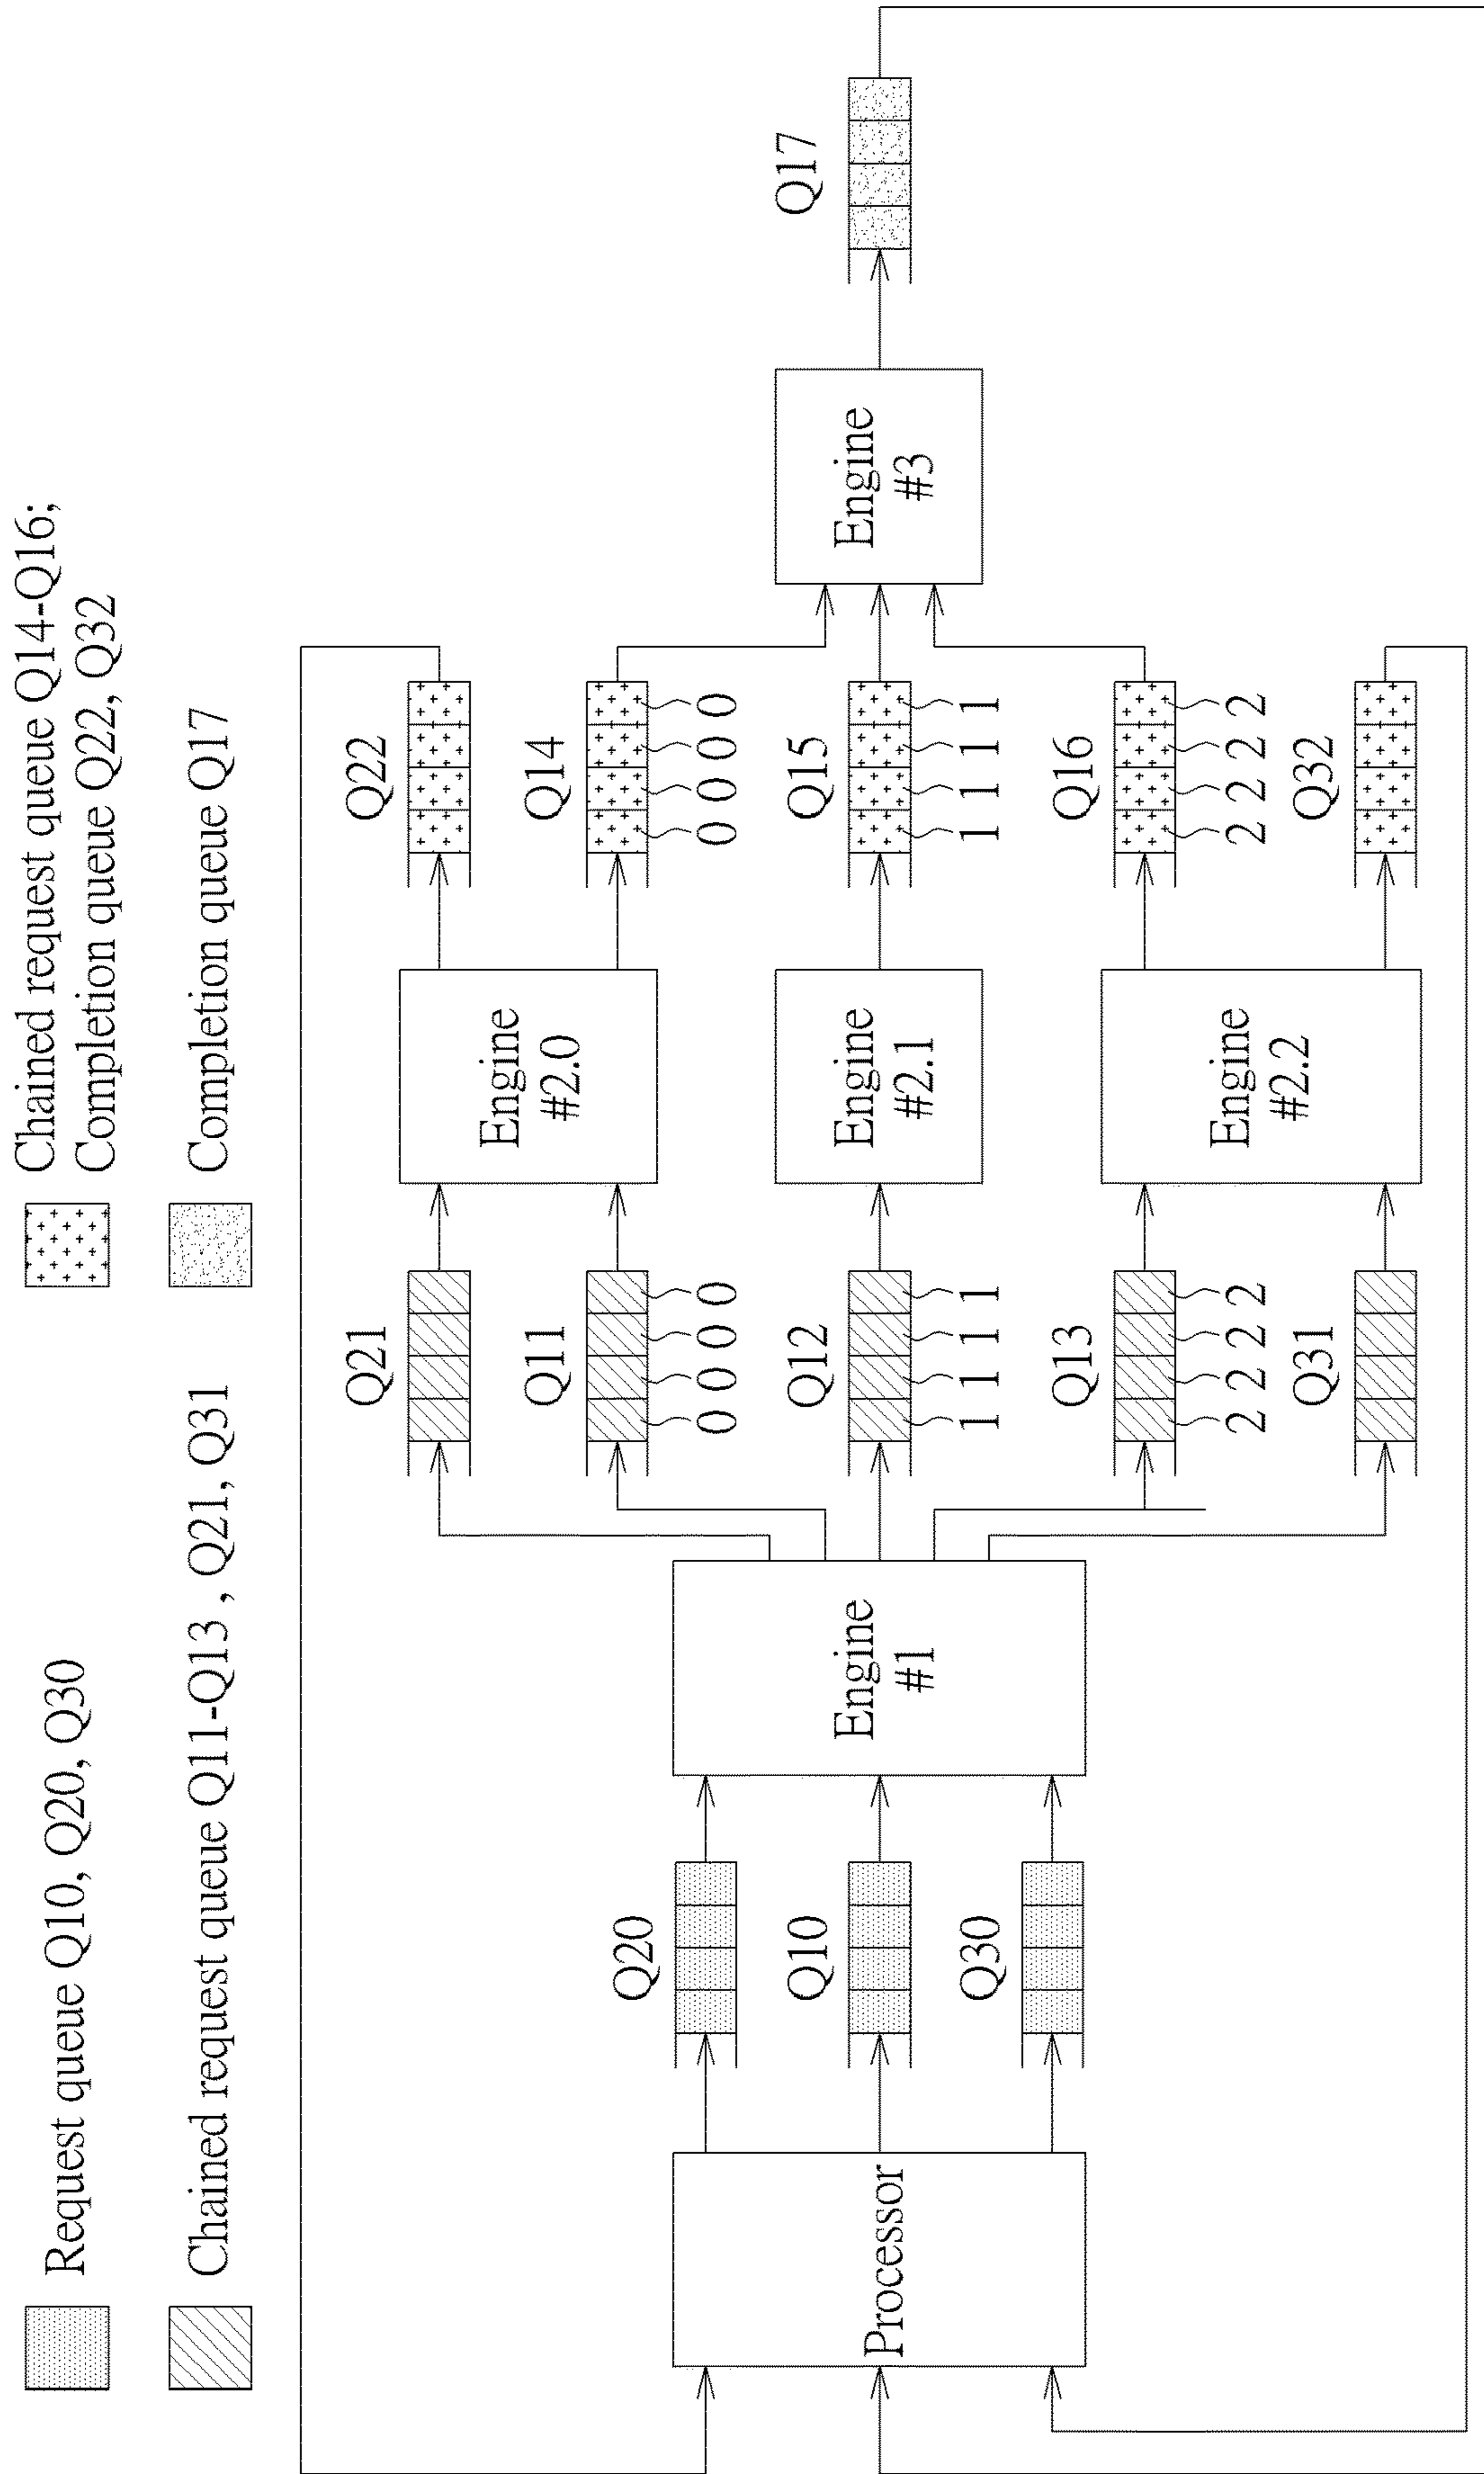 Request queue Q10, Q20, Q30
Chained request queue Q14-Q16;
Completion queue Q22, Q32
Chained request queue Q11-Q13 , Q21, Q31
Completion queue Q17
Processor
Q20
Q10
Q30
Engine
#1
Q21
Q11
0 0 0 0
Q12
1 1 1 1
Q13
2 2 2 2
Q31
Engine
#2.0
Engine
#2.1
Engine
#2.2
Q22
Q14
0 0 0 0
Q15
1 1 1 1
Q16
2 2 2 2
Q32
Engine
#3
Q17